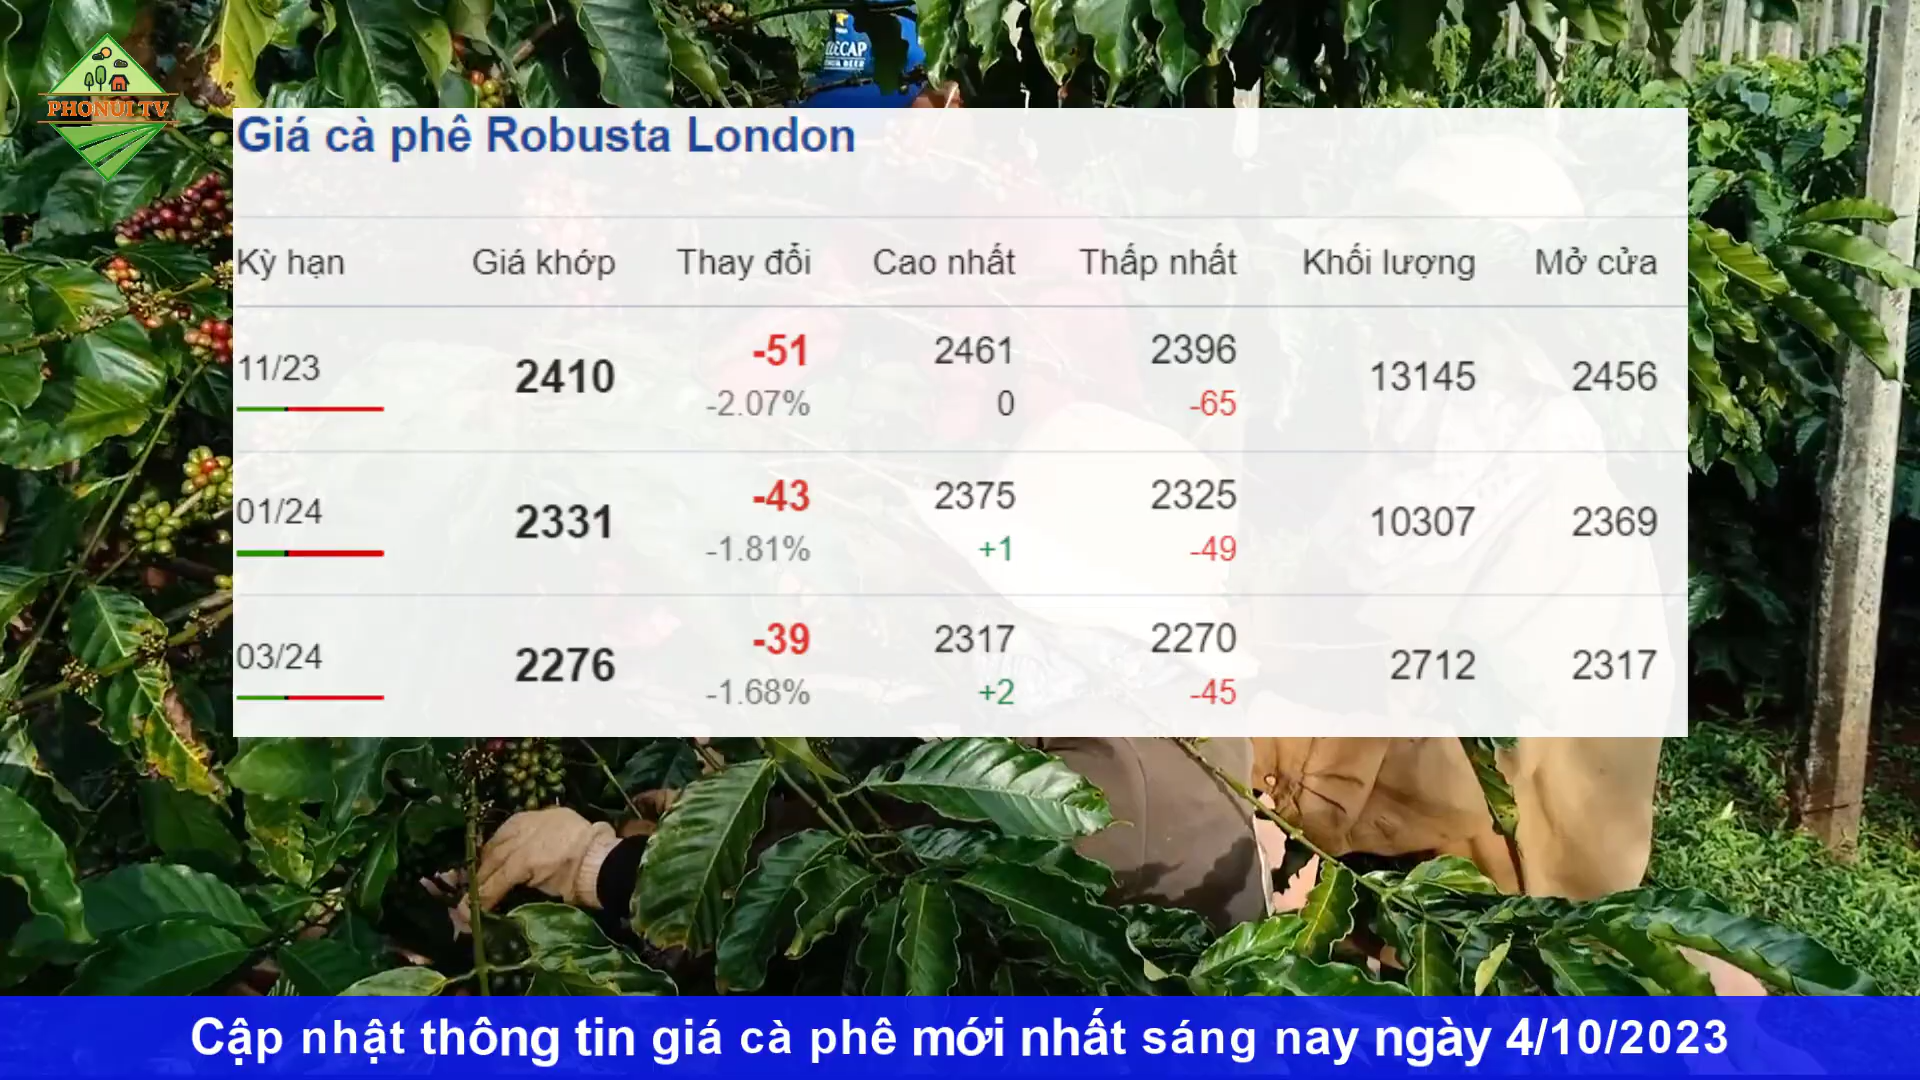 DECAP
PHONUI TV
Giá cà phê Robusta London
Kỳ hạn Giá khớp Thay đổi Cao nhất Thấp nhất Khối lượng Mở cửa
11/23 2410 -51 2461 2396 13145 2456
-2.07% 0 -65
01/24 2331 -43 2375 2325 10307 2369
-1.81% +1 -49
03/24 2276 -39 2317 2270 2712 2317
-1.68% +2 -45
Cập nhật thông tin giá cà phê mới nhất sáng nay ngày 4/10/2023